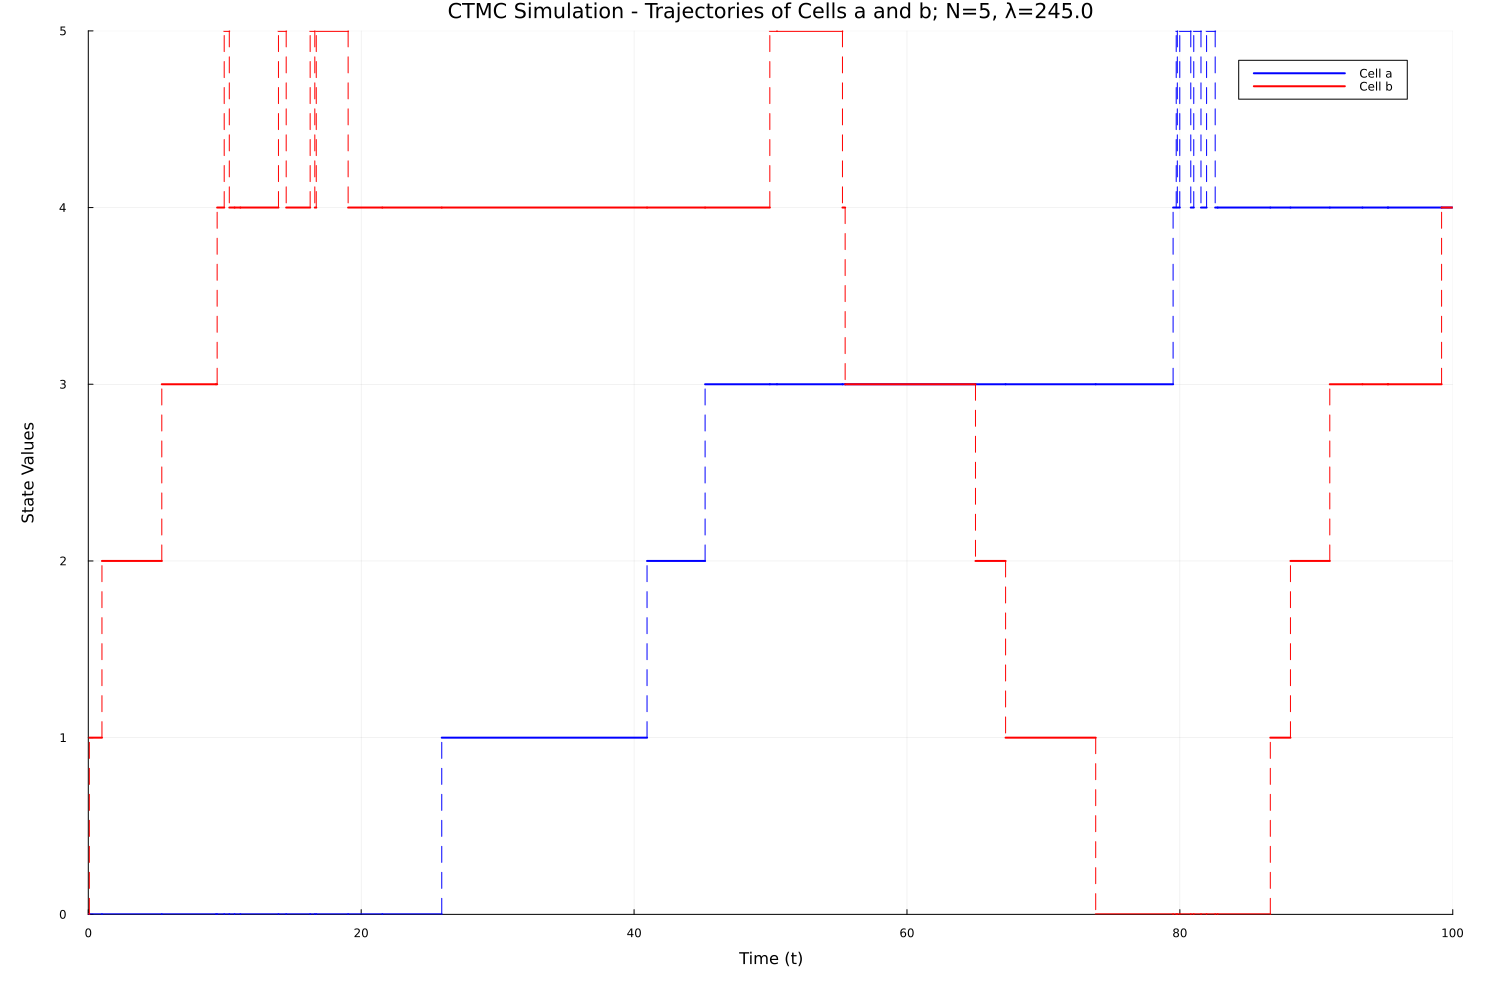 CTMC Simulation - Trajectories of Cells a and b; N=5, λ=245.0
5
Cell a
Cell b
4
3
State Values
2
1
0
0 20 40 60 80 100
Time (t)